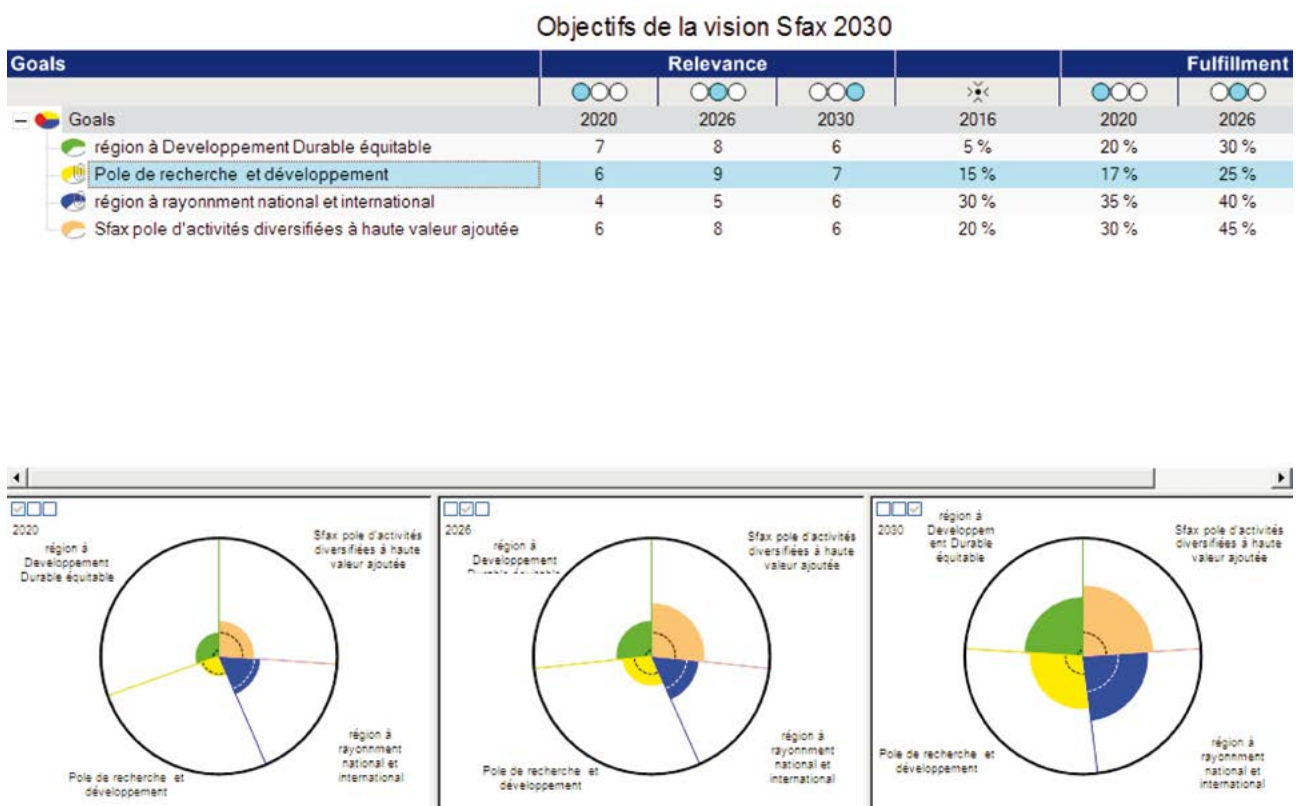 Objectifs de la vision Sfax 2030
Goals Relevance Fulfillment
Goals 2020 2026 2030 2016 2020 2026
région à Developpement Durable équitable 7 8 6 5 % 20 % 30 %
Pole de recherche et développement 6 9 7 15 % 17 % 25 %
région à rayonnment national et international 4 5 6 30 % 35 % 40 %
Sfax pole d'activités diversifiées à haute valeur ajoutée 6 8 6 20 % 30 % 45 %
2020
région à
Developpement
Durable équitable
Sfax pole d'activités
diversifiées à haute
valeur ajoutée
région à
rayonnment
national et
international
Pole de recherche et
développement
2026
région à
Developpement
Durable équitable
Sfax pole d'activités
diversifiées à haute
valeur ajoutée
région à
rayonnment
national et
international
Pole de recherche et
développement
2030
région à
Developpem
ent Durable
équitable
Sfax pole d'activités
diversifiées à haute
valeur ajoutée
région à
rayonnment
national et
international
Pole de recherche et
développement